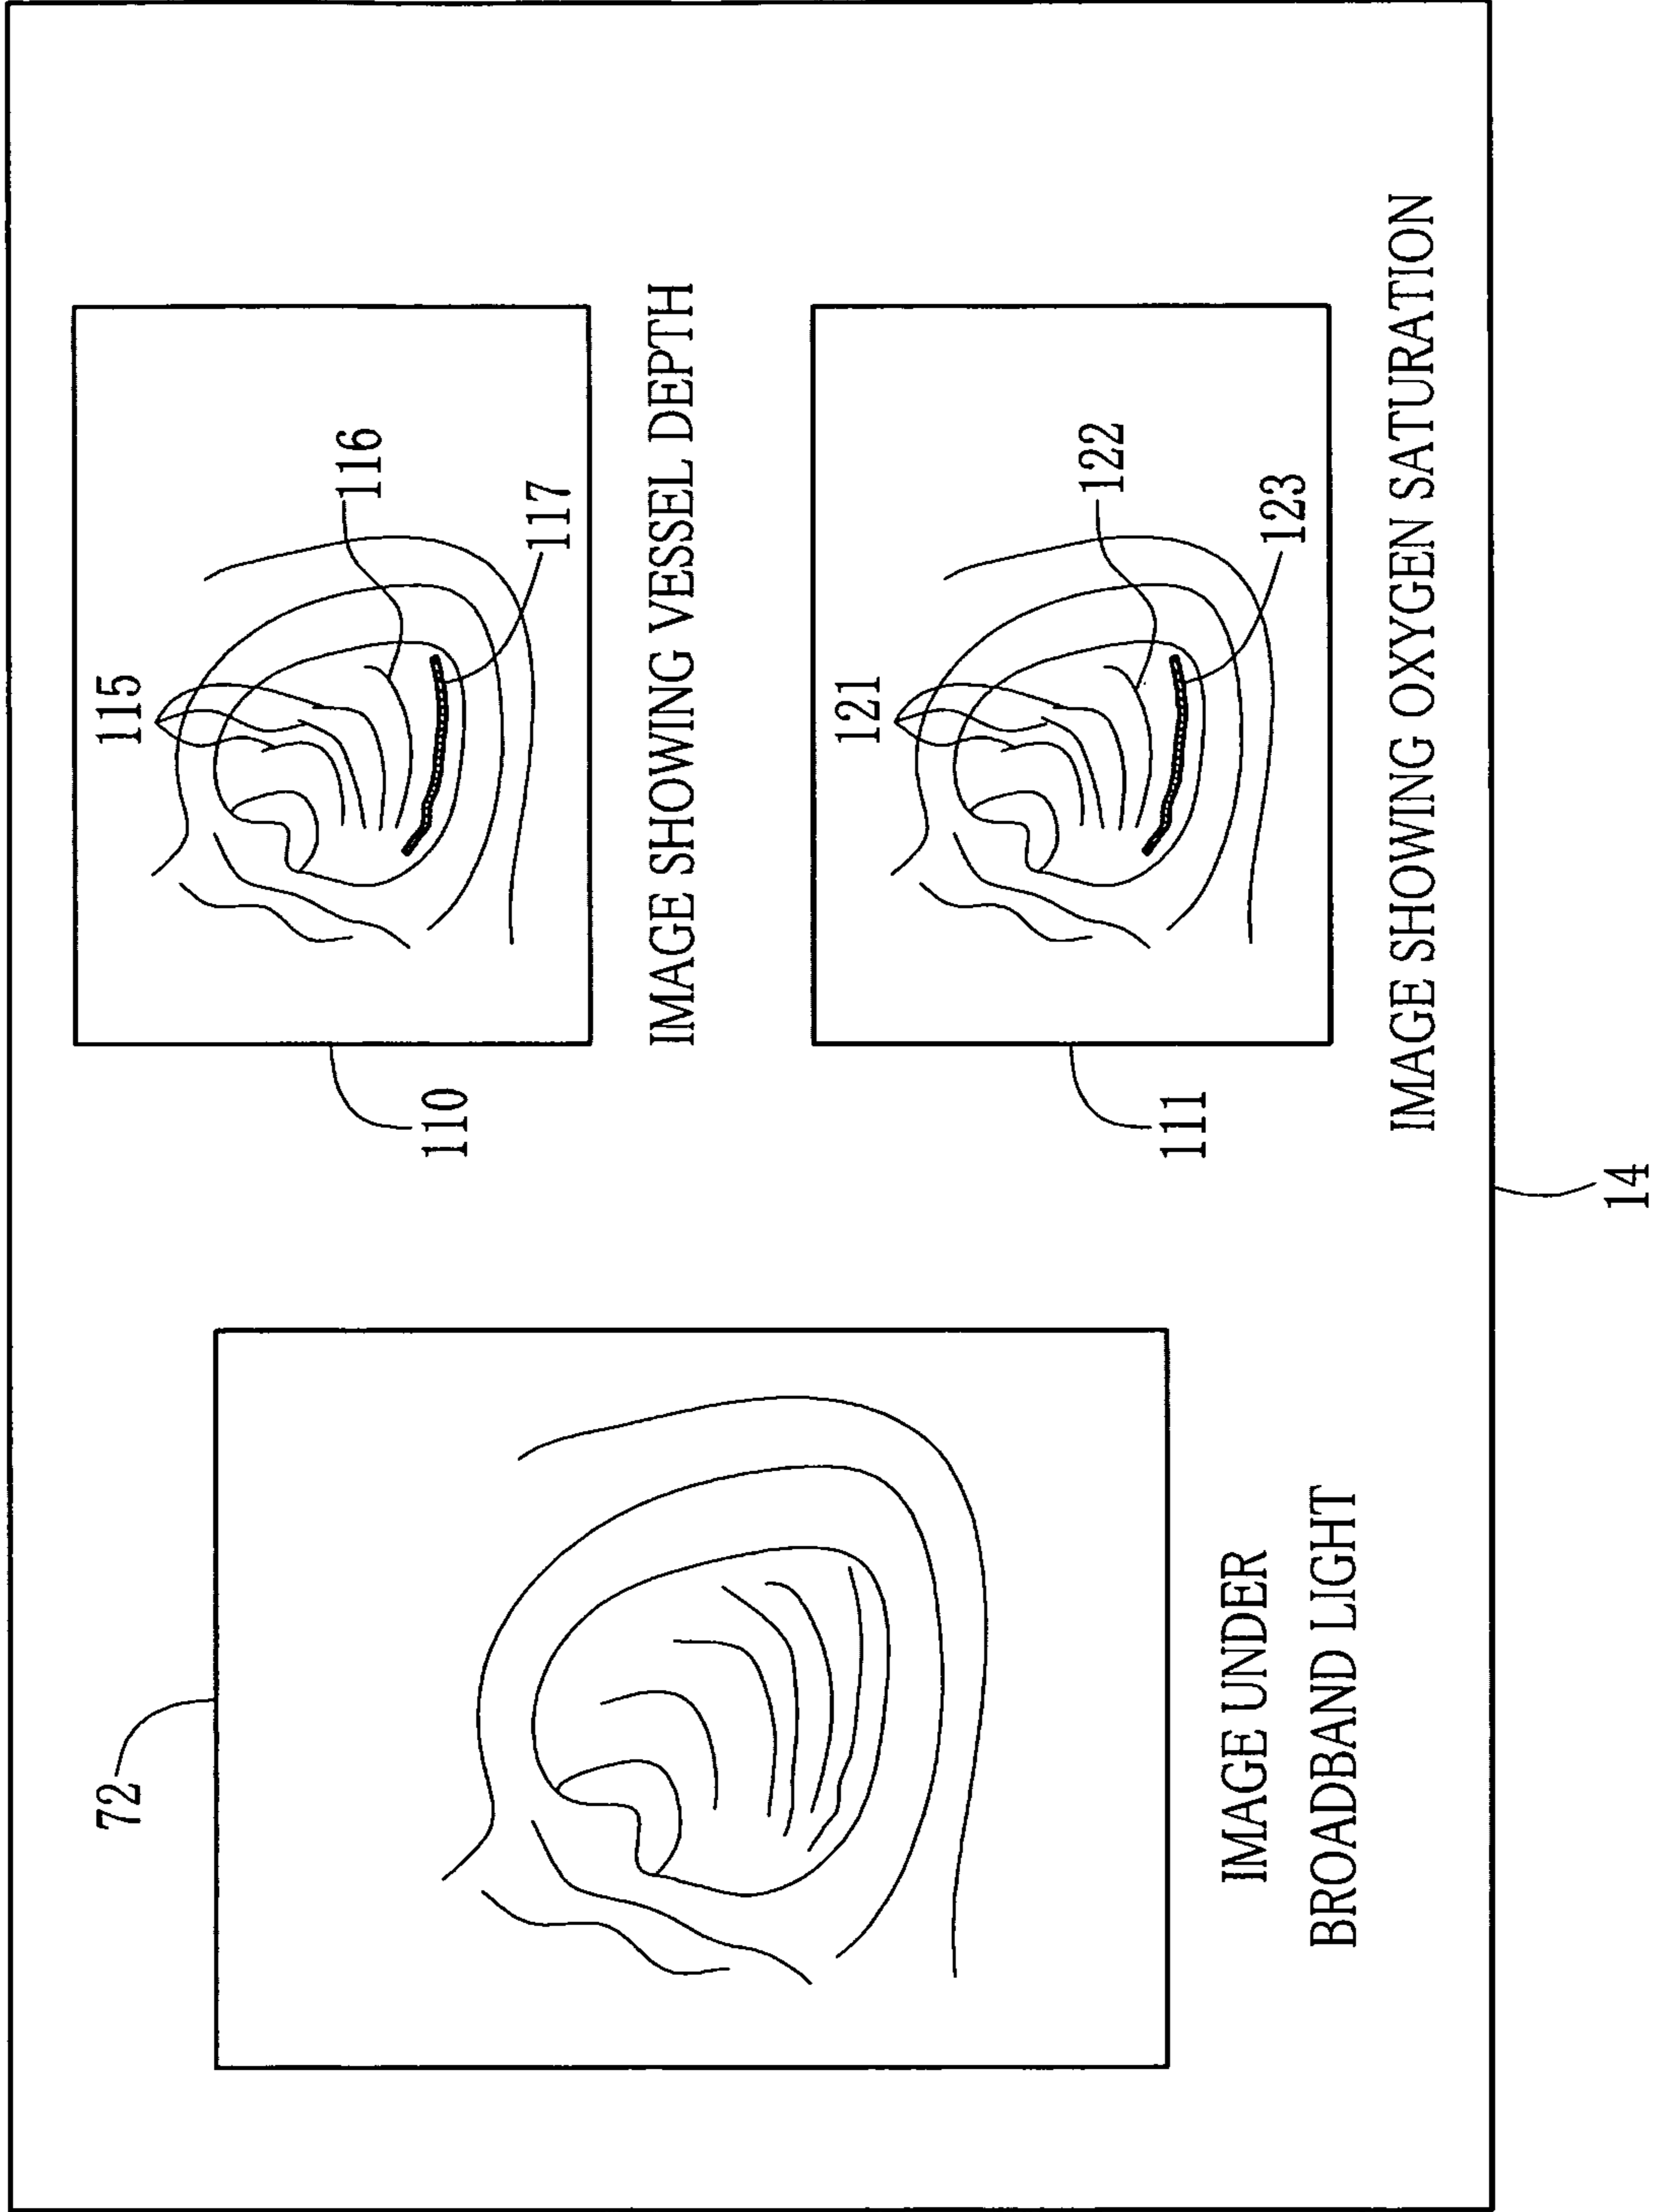 72
IMAGE UNDER
BROADBAND LIGHT
110
115
116
117
IMAGE SHOWING VESSEL DEPTH
111
121
122
123
IMAGE SHOWING OXYGEN SATURATION
14